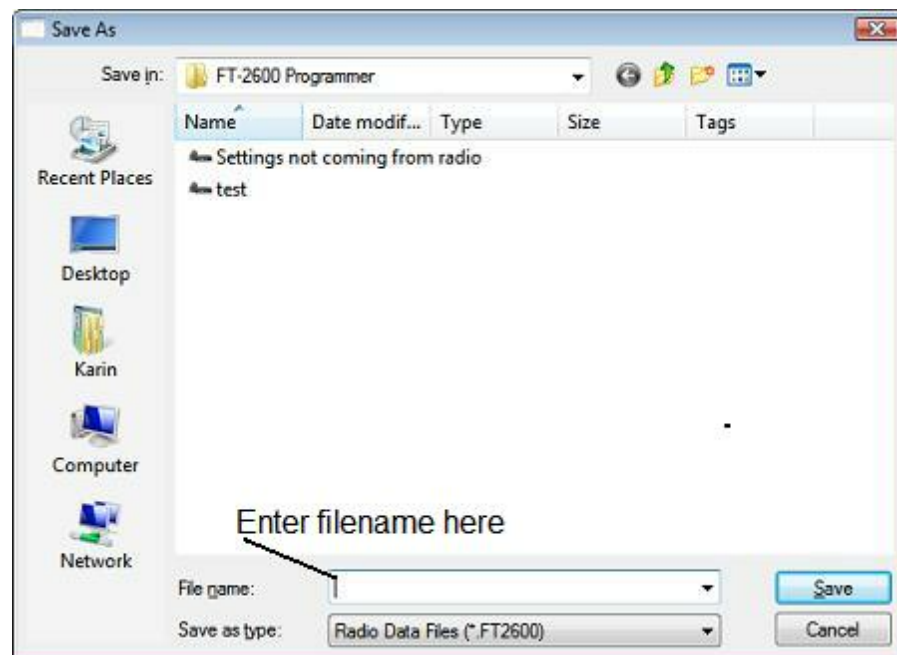 Save As
Save in: FT-2600 Programmer
Name Date modif... Type Size Tags
Settings not coming from radio
test
Recent Places
Desktop
Karin
Computer
Network
Enter filename here
File name: Save
Save as type: Radio Data Files (*.FT2600) Cancel